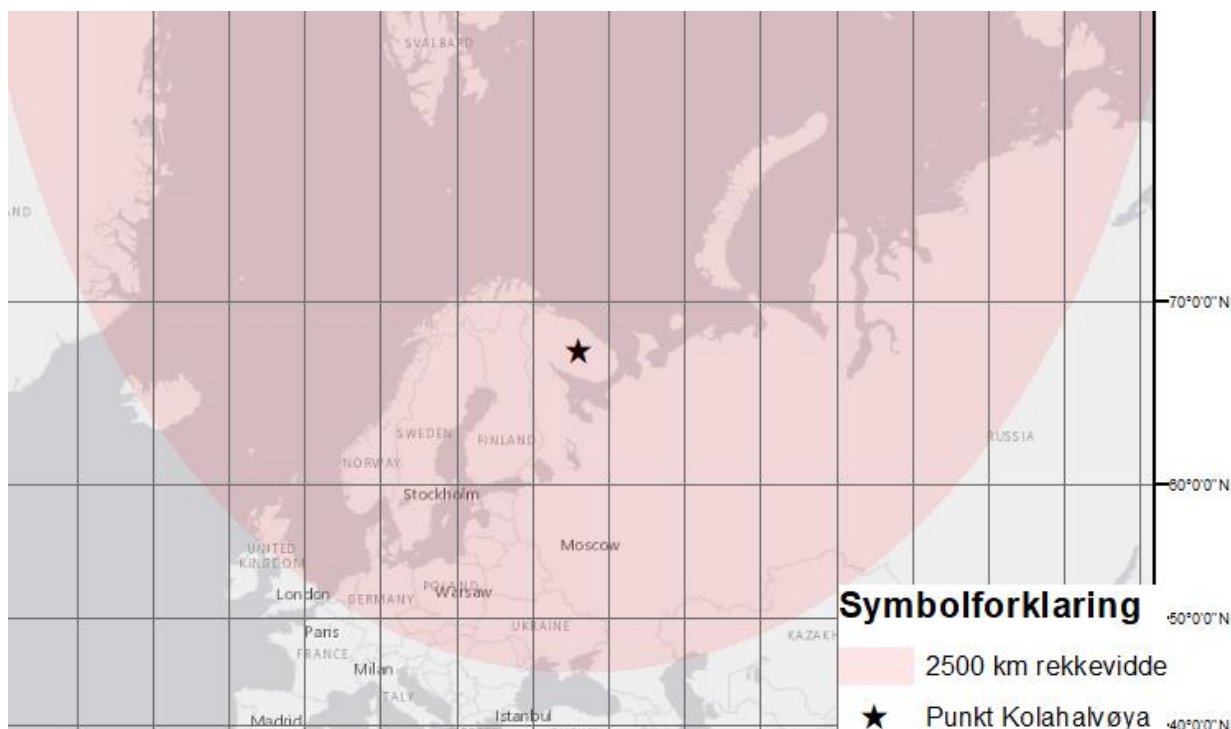 SVALBARD
ND
70°0'0"N
SWEDEN
FINLAND
RUSSIA
NORWAY
60°0'0"N
Stockholm
Moscow
UNITED
KINGDOM
POLAND
London
GERMANY
Warsaw
Symbolforklaring
UKRAINE
50°0'0"N
Paris
KAZAKH
FRANCE
Milan
2500 km rekkevidde
ITALY
Madrid
Istanbul
Punkt Kolahalvøya
40°0'0"N